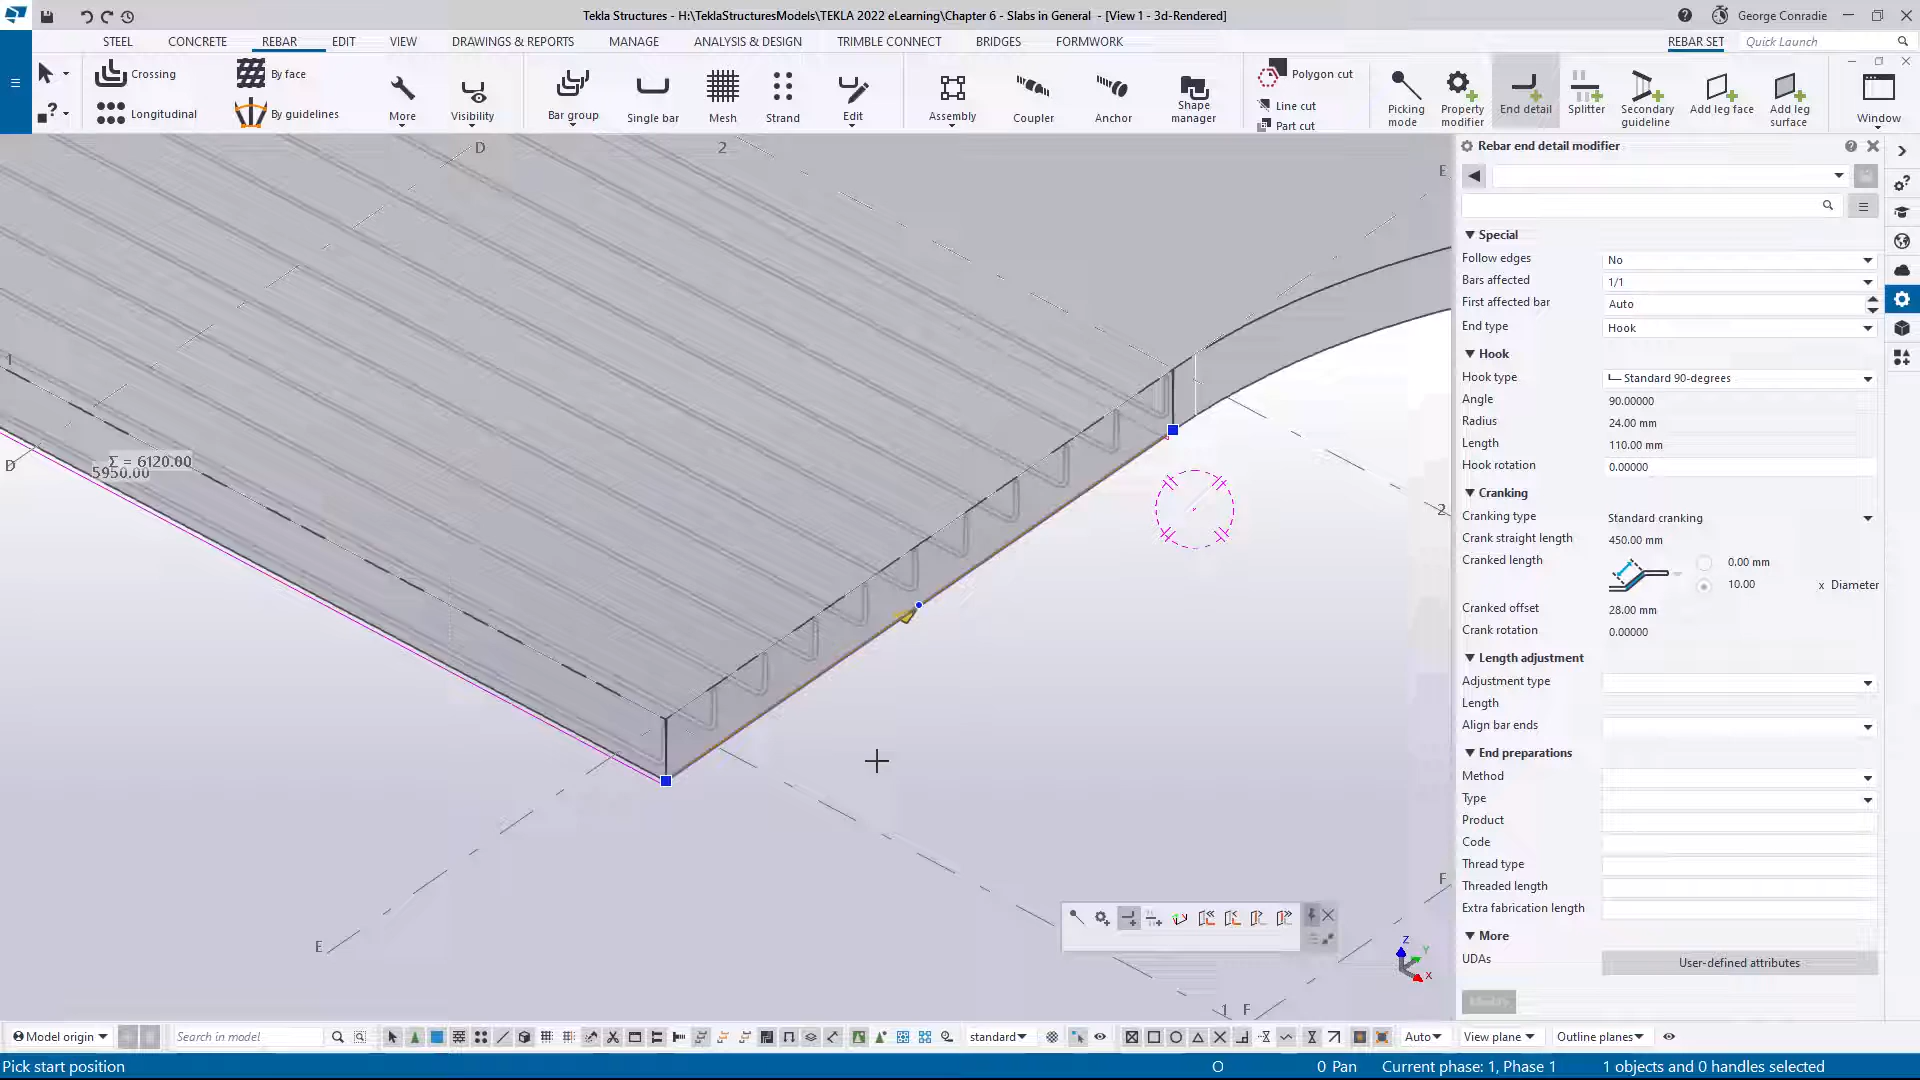 Tekla Structures - H:\TeklaStructuresModels\TEKLA 2022 eLearning\Chapter 6 - Slabs in General - [View 1 - 3d-Rendered]
George Conradie
STEEL CONCRETE REBAR EDIT VIEW DRAWINGS & REPORTS MANAGE ANALYSIS & DESIGN TRIMBLE CONNECT BRIDGES FORMWORK REBAR SET Quick Launch
Crossing
Longitudinal
By face
By guidelines
More
Visibility
Bar group
Single bar
Mesh
Strand
Edit
Assembly
Coupler
Anchor
Shape manager
Polygon cut
Line cut
Part cut
Picking mode
Property modifier
End detail
Splitter
Secondary guideline
Add leg face
Add leg surface
Window
Rebar end detail modifier
Special
Follow edges No
Bars affected 1/1
First affected bar Auto
End type Hook
Hook
Hook type Standard 90-degrees
Angle 90.00000
Radius 24.00 mm
Length 110.00 mm
Hook rotation 0.00000
Cranking
Cranking type Standard cranking
Crank straight length 450.00 mm
Cranked length 0.00 mm
10.00 x Diameter
Cranked offset 28.00 mm
Crank rotation 0.00000
Length adjustment
Adjustment type
Length
Align bar ends
End preparations
Method
Type
Product
Code
Thread type
Threaded length
Extra fabrication length
More
UDAs User-defined attributes
Modify
D
2
E
1
D
Σ = 6120.00
5950.00
2
F
E
1 F
Z
Y
X
Model origin Search in model standard Auto View plane Outline planes
Pick start position O 0 Pan Current phase: 1, Phase 1 1 objects and 0 handles selected